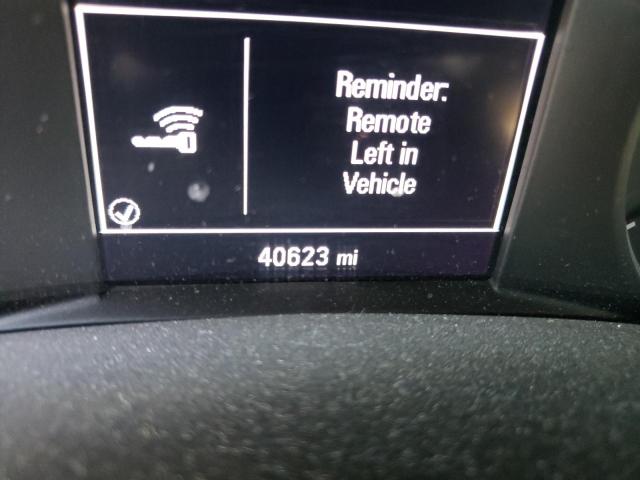 Reminder:
Remote
Left in
Vehicle
40623 mi